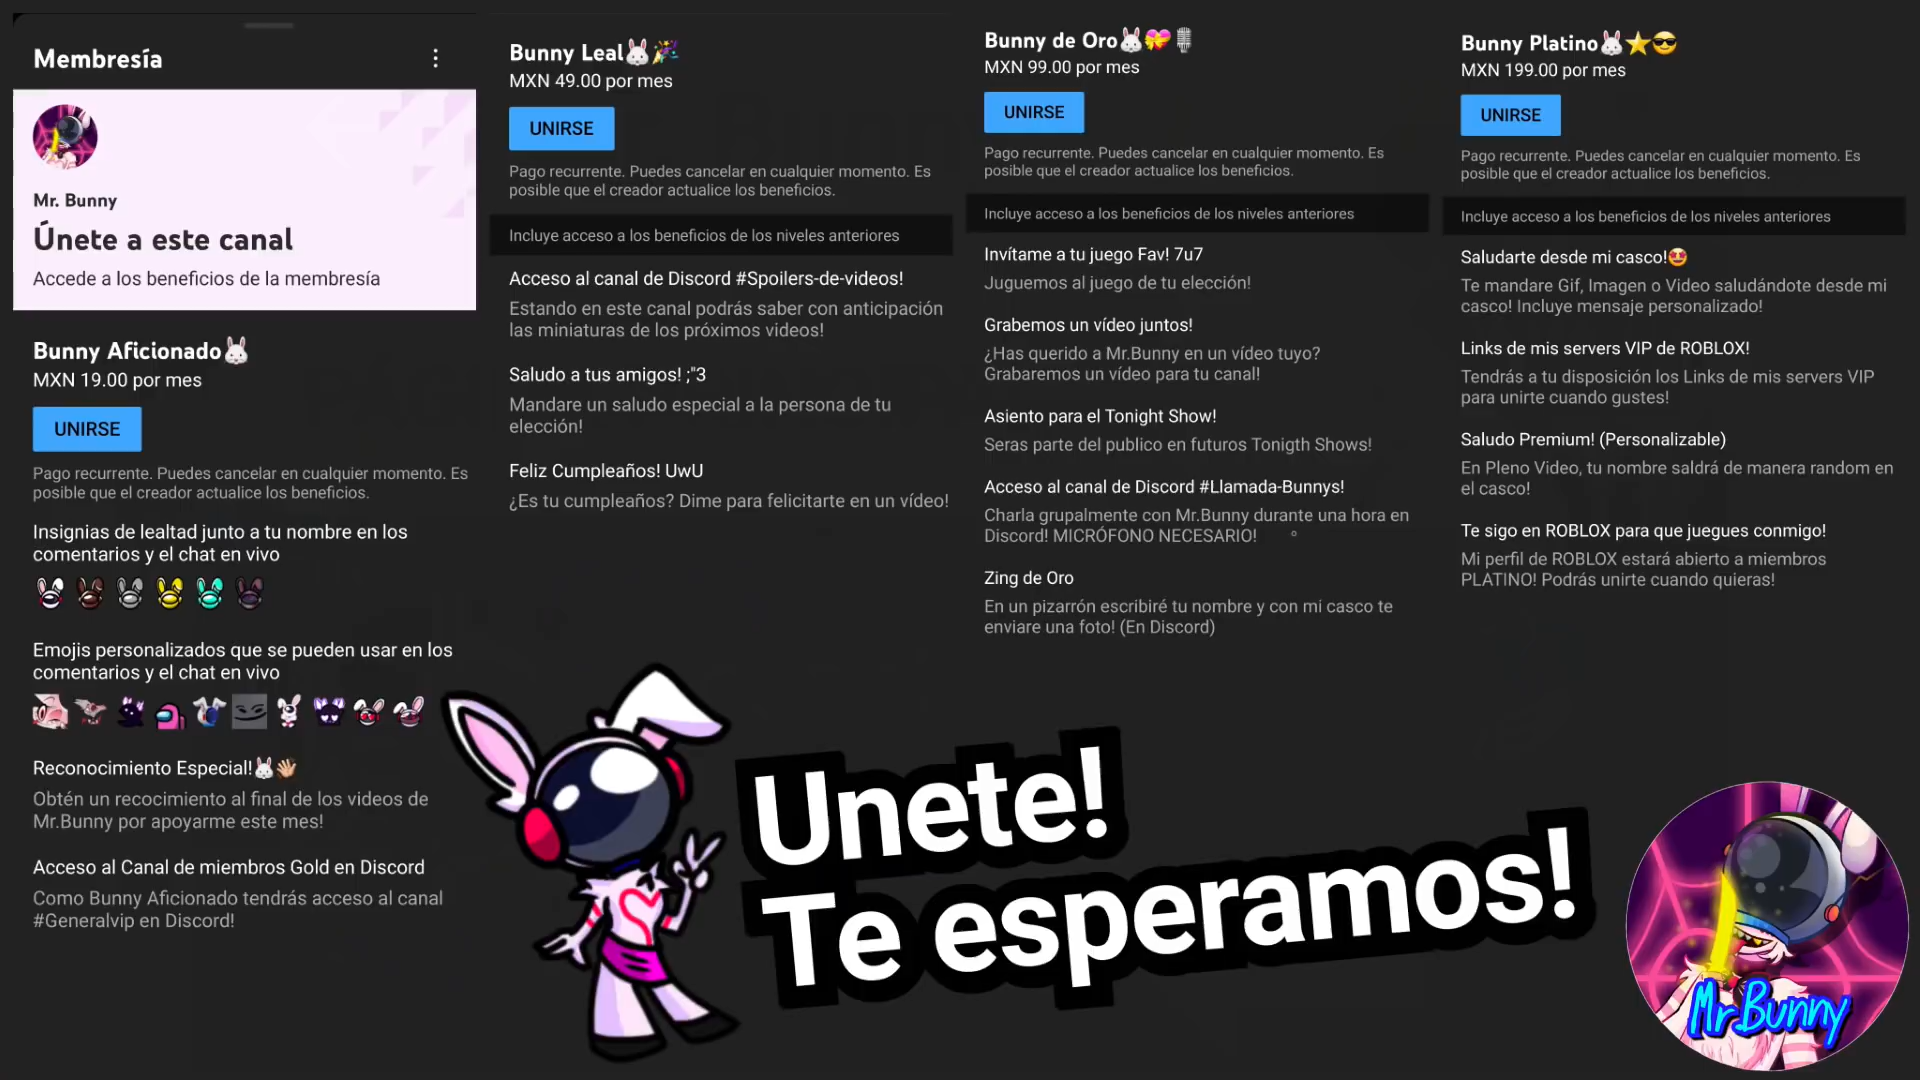 Membresía
Mr. Bunny
Únete a este canal
Accede a los beneficios de la membresía
Bunny Aficionado🐰
MXN 19.00 por mes
UNIRSE
Pago recurrente. Puedes cancelar en cualquier momento. Es
posible que el creador actualice los beneficios.
Insignias de lealtad junto a tu nombre en los
comentarios y el chat en vivo
Emojis personalizados que se pueden usar en los
comentarios y el chat en vivo
Reconocimiento Especial!🐰👋🏼
Obtén un recocimiento al final de los videos de
Mr.Bunny por apoyarme este mes!
Acceso al Canal de miembros Gold en Discord
Como Bunny Aficionado tendrás acceso al canal
#Generalvip en Discord!
Bunny Leal🐰🎉
MXN 49.00 por mes
UNIRSE
Pago recurrente. Puedes cancelar en cualquier momento. Es
posible que el creador actualice los beneficios.
Incluye acceso a los beneficios de los niveles anteriores
Acceso al canal de Discord #Spoilers-de-videos!
Estando en este canal podrás saber con anticipación
las miniaturas de los próximos videos!
Saludo a tus amigos! ;"3
Mandare un saludo especial a la persona de tu
elección!
Feliz Cumpleaños! UwU
¿Es tu cumpleaños? Dime para felicitarte en un vídeo!
Bunny de Oro🐰💝🎙
MXN 99.00 por mes
UNIRSE
Pago recurrente. Puedes cancelar en cualquier momento. Es
posible que el creador actualice los beneficios.
Incluye acceso a los beneficios de los niveles anteriores
Invítame a tu juego Fav! 7u7
Juguemos al juego de tu elección!
Grabemos un vídeo juntos!
¿Has querido a Mr.Bunny en un vídeo tuyo?
Grabaremos un vídeo para tu canal!
Asiento para el Tonight Show!
Seras parte del publico en futuros Tonigth Shows!
Acceso al canal de Discord #Llamada-Bunnys!
Charla grupalmente con Mr.Bunny durante una hora en
Discord! MICRÓFONO NECESARIO!
Zing de Oro
En un pizarrón escribiré tu nombre y con mi casco te
enviare una foto! (En Discord)
Bunny Platino🐰⭐😎
MXN 199.00 por mes
UNIRSE
Pago recurrente. Puedes cancelar en cualquier momento. Es
posible que el creador actualice los beneficios.
Incluye acceso a los beneficios de los niveles anteriores
Saludarte desde mi casco!🤩
Te mandare Gif, Imagen o Video saludándote desde mi
casco! Incluye mensaje personalizado!
Links de mis servers VIP de ROBLOX!
Tendrás a tu disposición los Links de mis servers VIP
para unirte cuando gustes!
Saludo Premium! (Personalizable)
En Pleno Video, tu nombre saldrá de manera random en
el casco!
Te sigo en ROBLOX para que juegues conmigo!
Mi perfil de ROBLOX estará abierto a miembros
PLATINO! Podrás unirte cuando quieras!
Unete!
Te esperamos!
Mr.Bunny